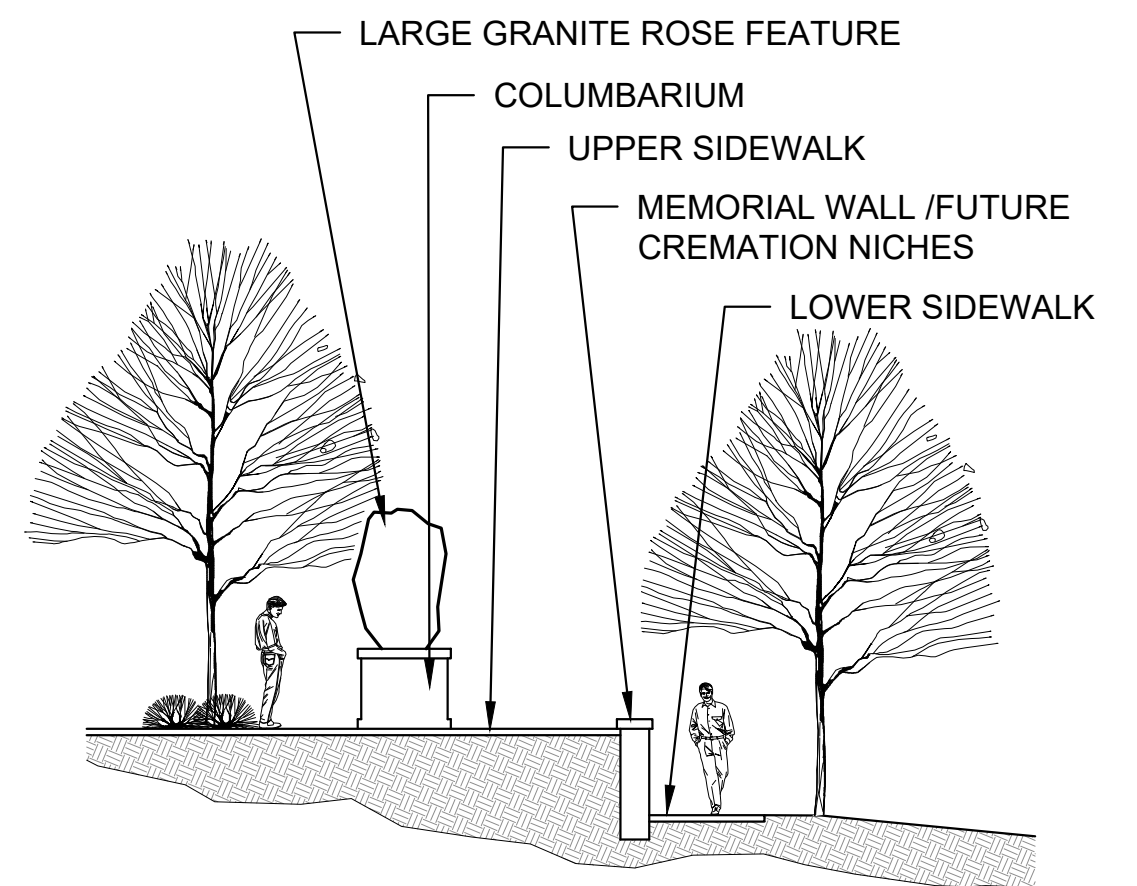 LARGE GRANITE ROSE FEATURE
COLUMBARIUM
UPPER SIDEWALK
MEMORIAL WALL /FUTURE
CREMATION NICHES
LOWER SIDEWALK